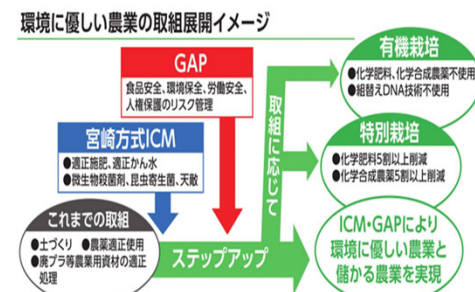 環境に優しい農業の取組展開イメージ
GAP
食品安全、環境保全、労働安全、
人権保護のリスク管理
宮崎方式ICM
●適正施肥、適正かん水
●微生物殺菌剤、昆虫寄生菌、天敵
これまでの取組
●土づくり ●農薬適正使用
●廃プラ等農業用資材の適正
処理
ステップアップ
取組に応じて
有機栽培
●化学肥料、化学合成農薬不使用
●組替えDNA技術不使用
特別栽培
●化学肥料5割以上削減
●化学合成農薬5割以上削減
ICM・GAPにより
環境に優しい農業と
儲かる農業を実現